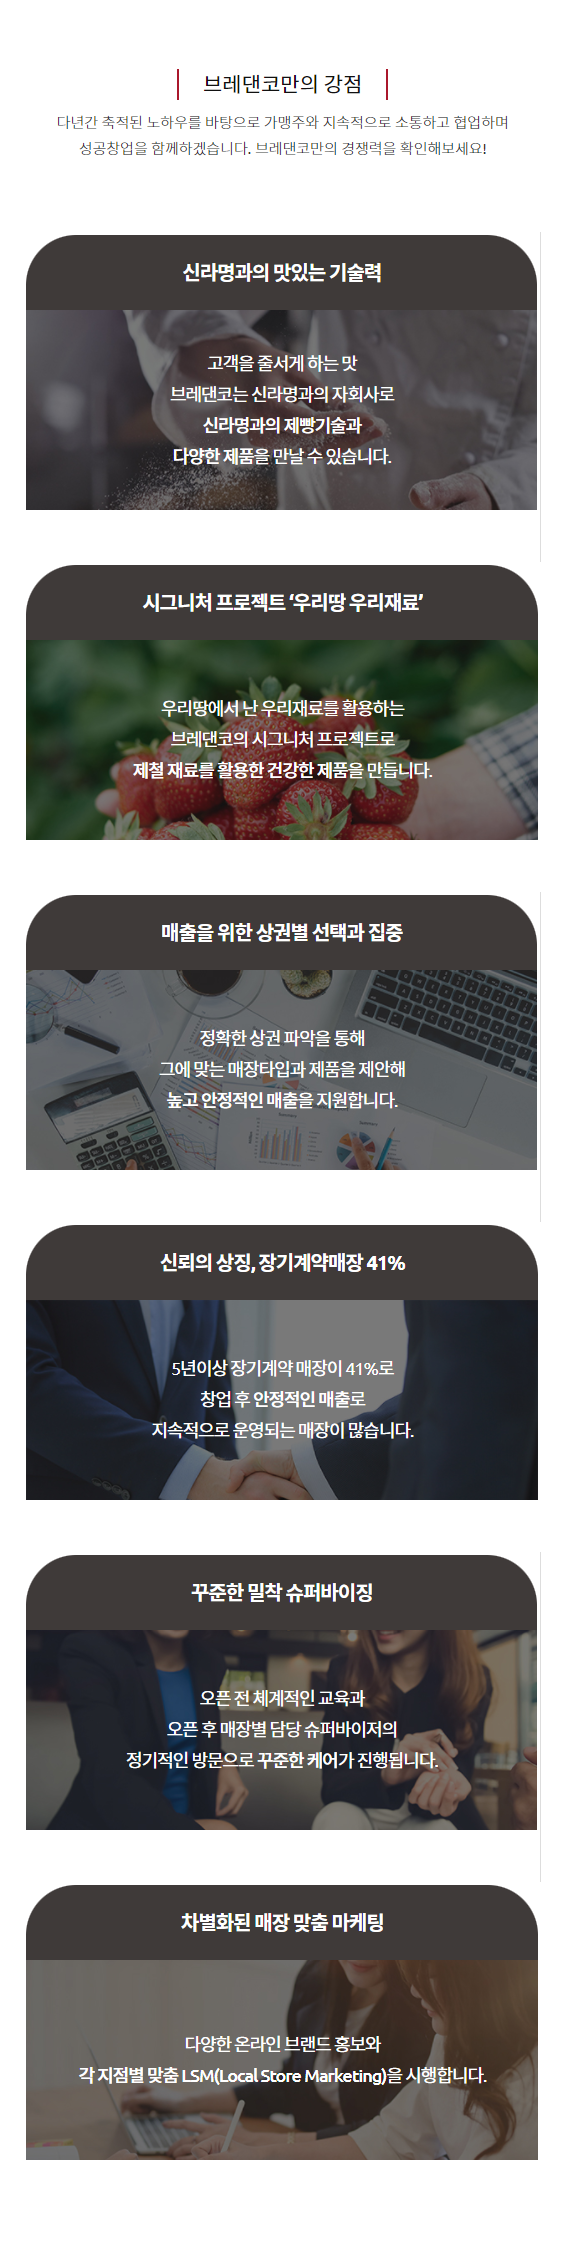 브레댄코만의 강점
다년간 축적된 노하우를 바탕으로 가맹주와 지속적으로 소통하고 협업하며
성공창업을 함께하겠습니다. 브레댄코만의 경쟁력을 확인해보세요!
신라명과의 맛있는 기술력
고객을 줄서게 하는 맛
브레댄코는 신라명과의 자회사로
신라명과의 제빵기술과
다양한 제품을 만날 수 있습니다.
시그니처 프로젝트 ‘우리땅 우리재료’
우리땅에서 난 우리재료를 활용하는
브레댄코의 시그니처 프로젝트로
제철 재료를 활용한 건강한 제품을 만듭니다.
매출을 위한 상권별 선택과 집중
정확한 상권 파악을 통해
그에 맞는 매장타입과 제품을 제안해
높고 안정적인 매출을 지원합니다.
신뢰의 상징, 장기계약매장 41%
5년이상 장기계약 매장이 41%로
창업 후 안정적인 매출로
지속적으로 운영되는 매장이 많습니다.
꾸준한 밀착 슈퍼바이징
오픈 전 체계적인 교육과
오픈 후 매장별 담당 슈퍼바이저의
정기적인 방문으로 꾸준한 케어가 진행됩니다.
차별화된 매장 맞춤 마케팅
다양한 온라인 브랜드 홍보와
각 지점별 맞춤 LSM(Local Store Marketing)을 시행합니다.